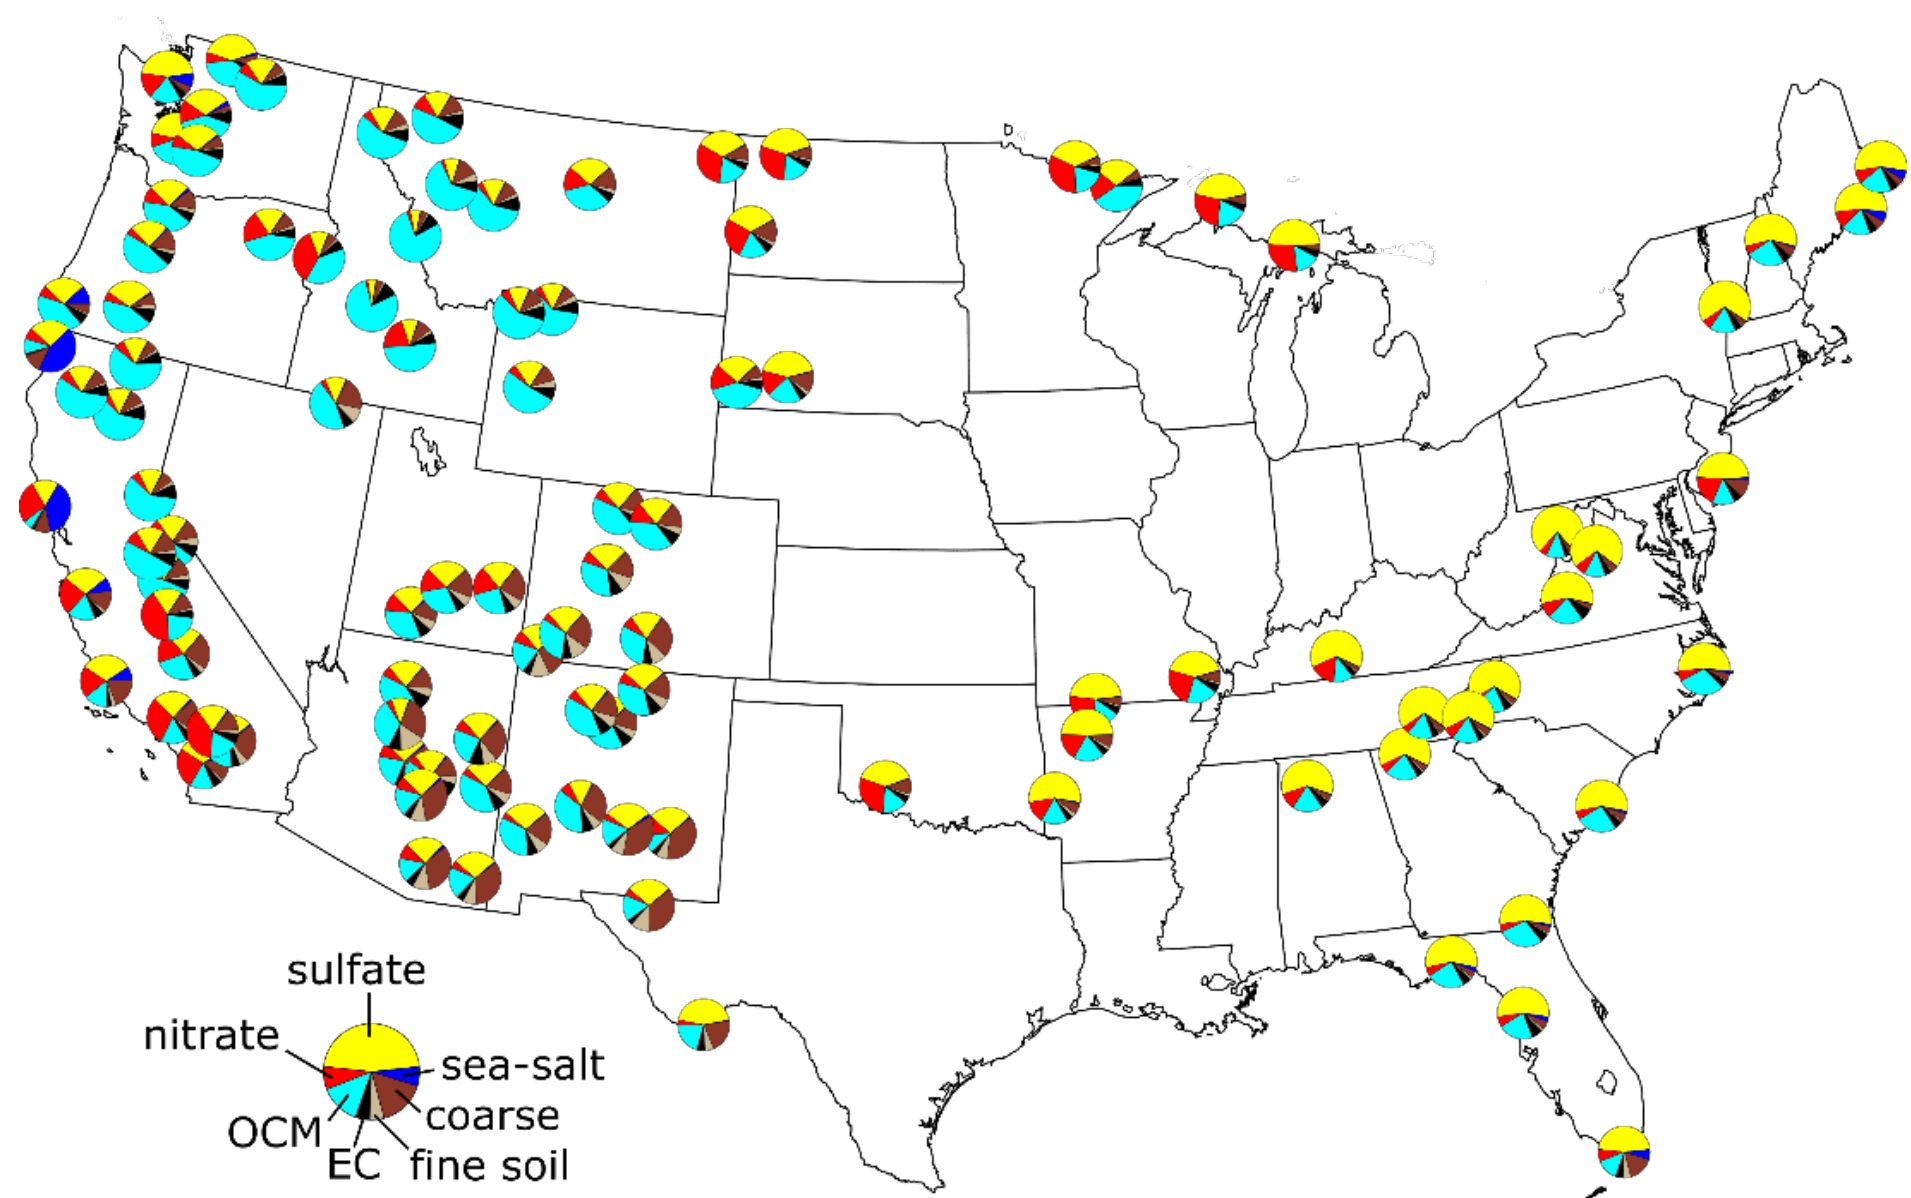 sulfate
nitrate
sea-salt
coarse
OCM
EC
fine soil